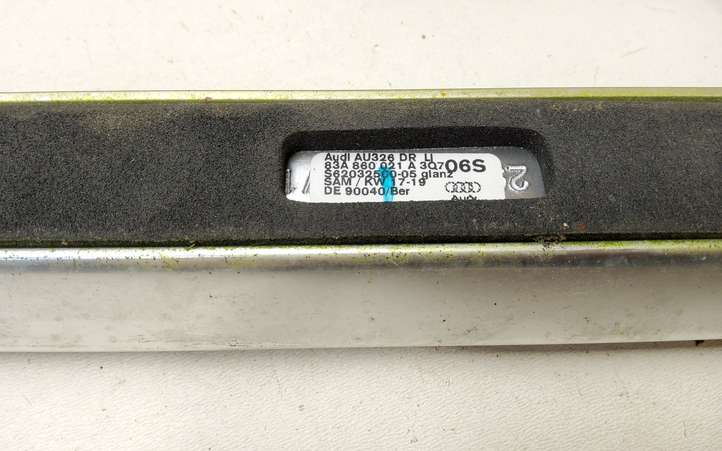 Audi AU326 DR LI
83A 860 021 A 3Q7 06S
S62032500-05 glanz
SAM / KW 17-19
DE 90040/Ber
Audi
2